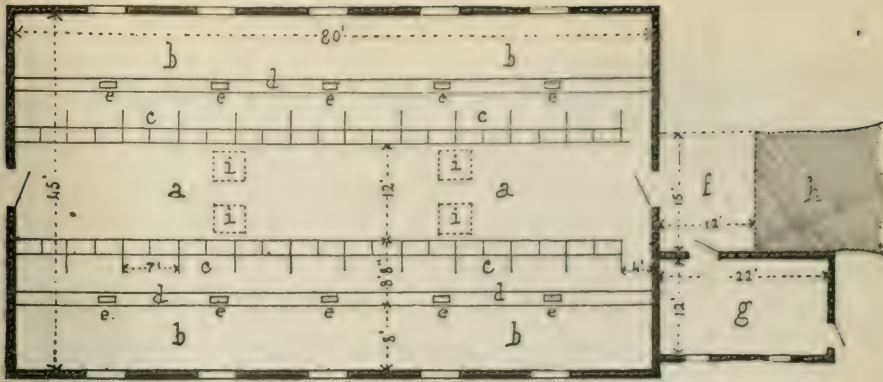 80'
b b
d
e e e e e
c c
i i
a 12' a
45'
i i
f h
15'
12'
7' c c 4'
8'8"
d d
e e e e e
22'
8'
12' g
b b